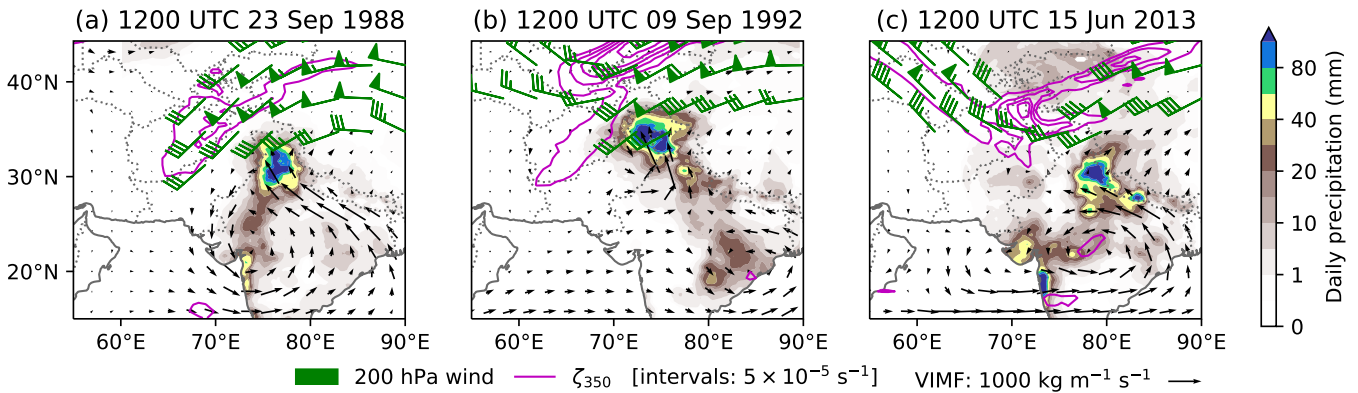 (a) 1200 UTC 23 Sep 1988
(b) 1200 UTC 09 Sep 1992
(c) 1200 UTC 15 Jun 2013
40°N
30°N
20°N
60°E 70°E 80°E 90°E
60°E 70°E 80°E 90°E
60°E 70°E 80°E 90°E
80
40
20
10
1
0
Daily precipitation (mm)
200 hPa wind
ζ₃₅₀ [intervals: 5 × 10⁻⁵ s⁻¹]
VIMF: 1000 kg m⁻¹ s⁻¹